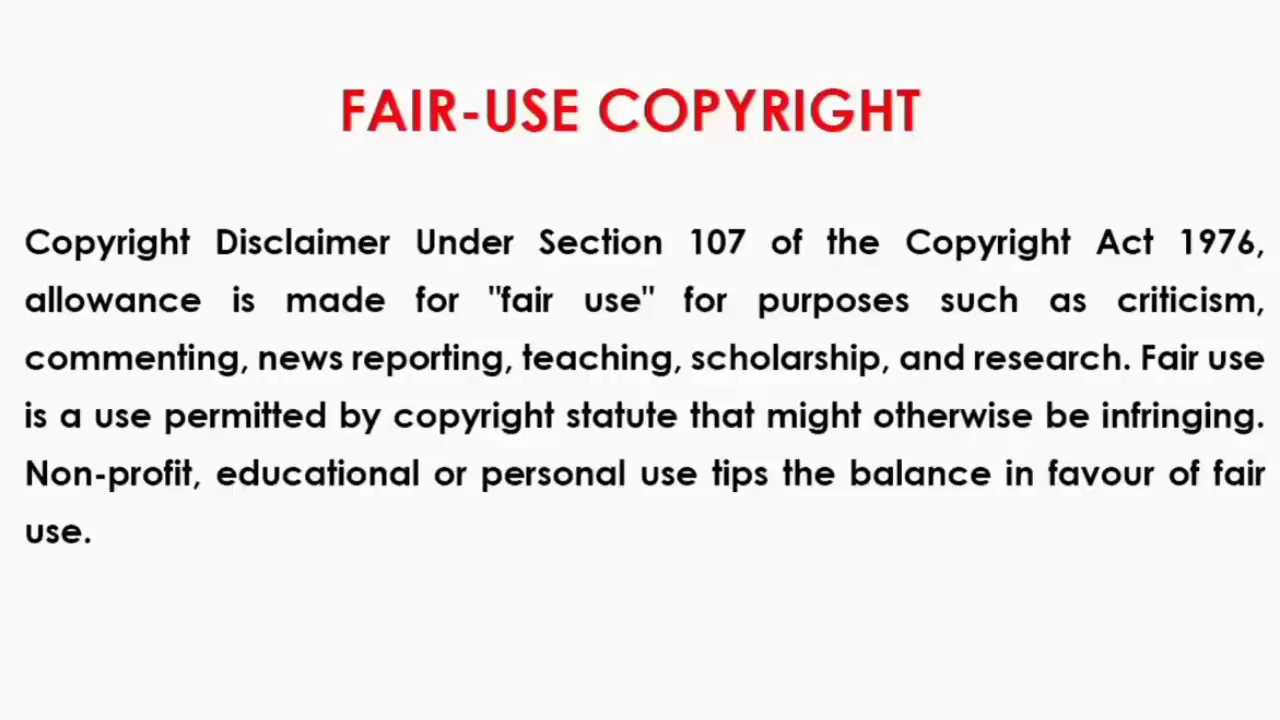 FAIR-USE COPYRIGHT
Copyright Disclaimer Under Section 107 of the Copyright Act 1976,
allowance is made for "fair use" for purposes such as criticism,
commenting, news reporting, teaching, scholarship, and research. Fair use
is a use permitted by copyright statute that might otherwise be infringing.
Non-profit, educational or personal use tips the balance in favour of fair
use.